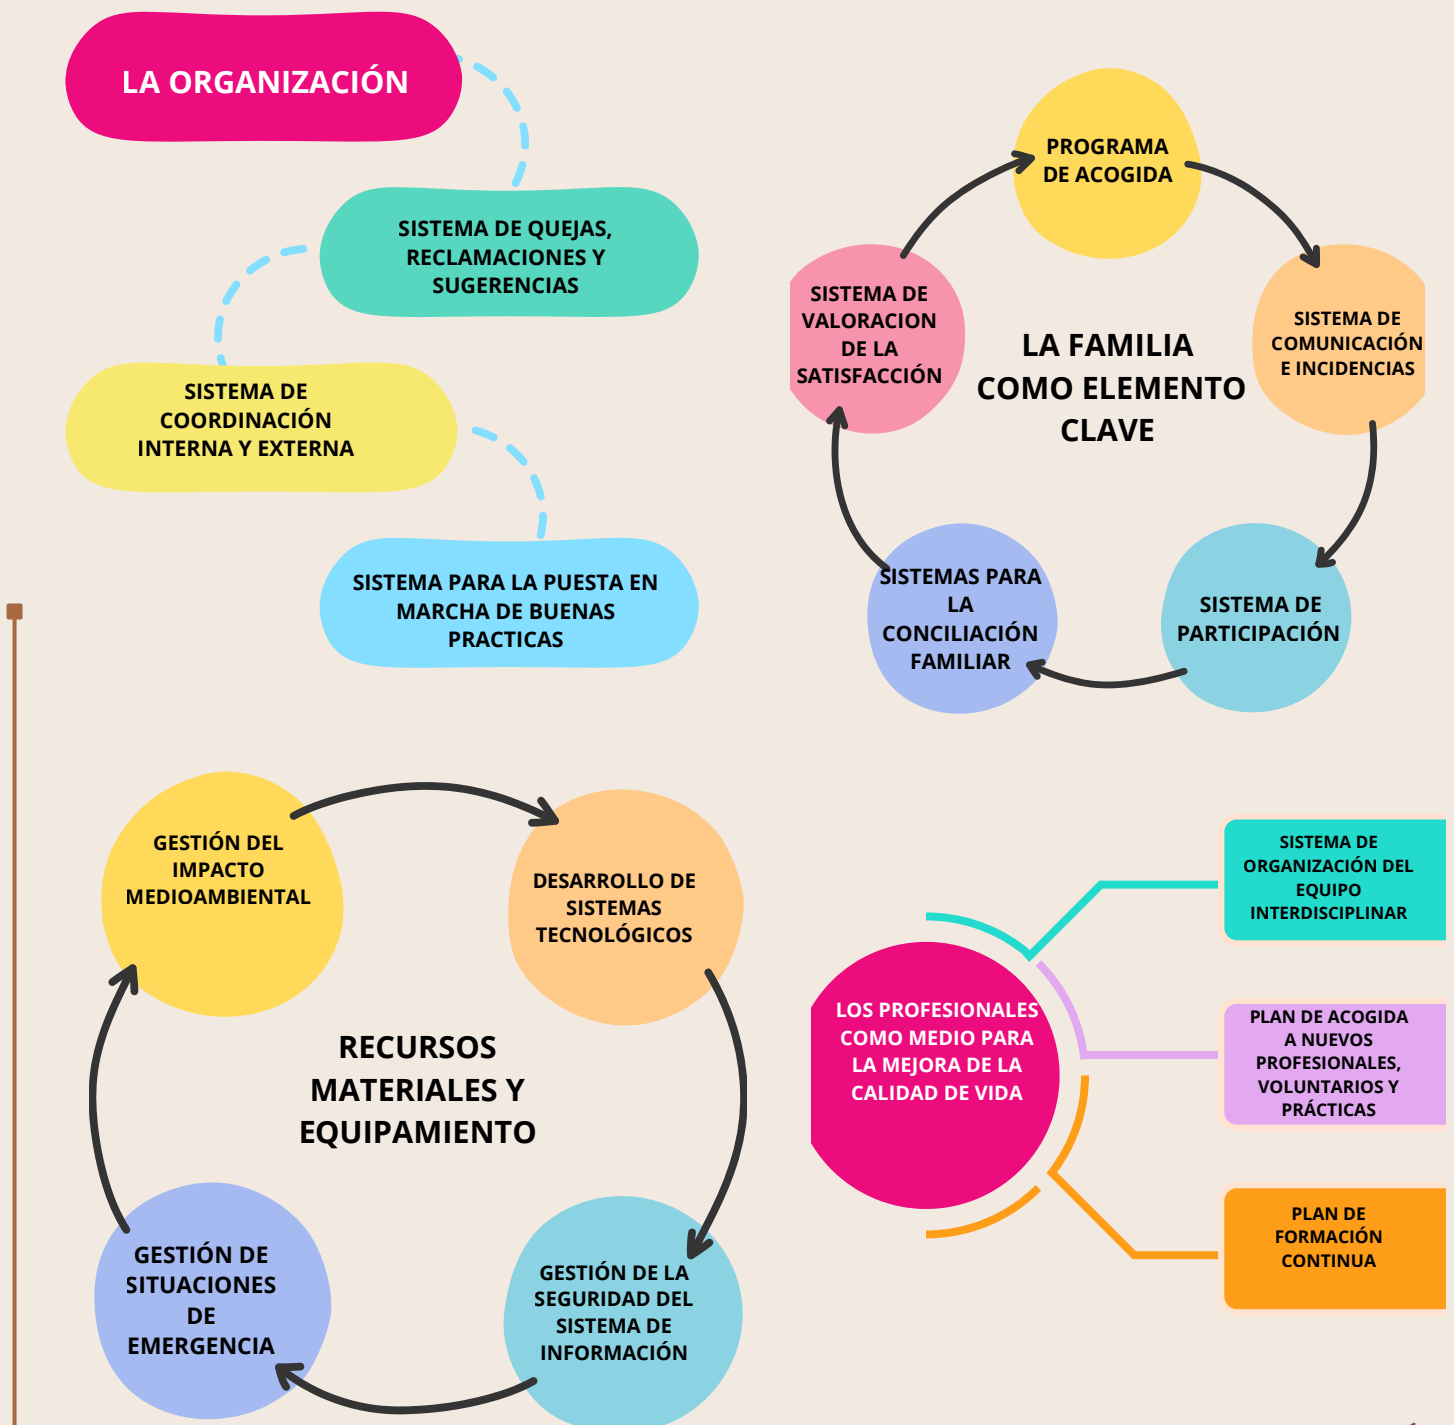 LA ORGANIZACIÓN
SISTEMA DE QUEJAS,
RECLAMACIONES Y
SUGERENCIAS
SISTEMA DE
COORDINACIÓN
INTERNA Y EXTERNA
SISTEMA PARA LA PUESTA EN
MARCHA DE BUENAS
PRACTICAS
LA FAMILIA
COMO ELEMENTO
CLAVE
PROGRAMA
DE ACOGIDA
SISTEMA DE
COMUNICACIÓN
E INCIDENCIAS
SISTEMA DE
PARTICIPACIÓN
SISTEMAS PARA
LA
CONCILIACIÓN
FAMILIAR
SISTEMA DE
VALORACION
DE LA
SATISFACCIÓN
RECURSOS
MATERIALES Y
EQUIPAMIENTO
GESTIÓN DEL
IMPACTO
MEDIOAMBIENTAL
DESARROLLO DE
SISTEMAS
TECNOLÓGICOS
GESTIÓN DE LA
SEGURIDAD DEL
SISTEMA DE
INFORMACIÓN
GESTIÓN DE
SITUACIONES
DE
EMERGENCIA
LOS PROFESIONALES
COMO MEDIO PARA
LA MEJORA DE LA
CALIDAD DE VIDA
SISTEMA DE
ORGANIZACIÓN DEL
EQUIPO
INTERDISCIPLINAR
PLAN DE ACOGIDA
A NUEVOS
PROFESIONALES,
VOLUNTARIOS Y
PRÁCTICAS
PLAN DE
FORMACIÓN
CONTINUA